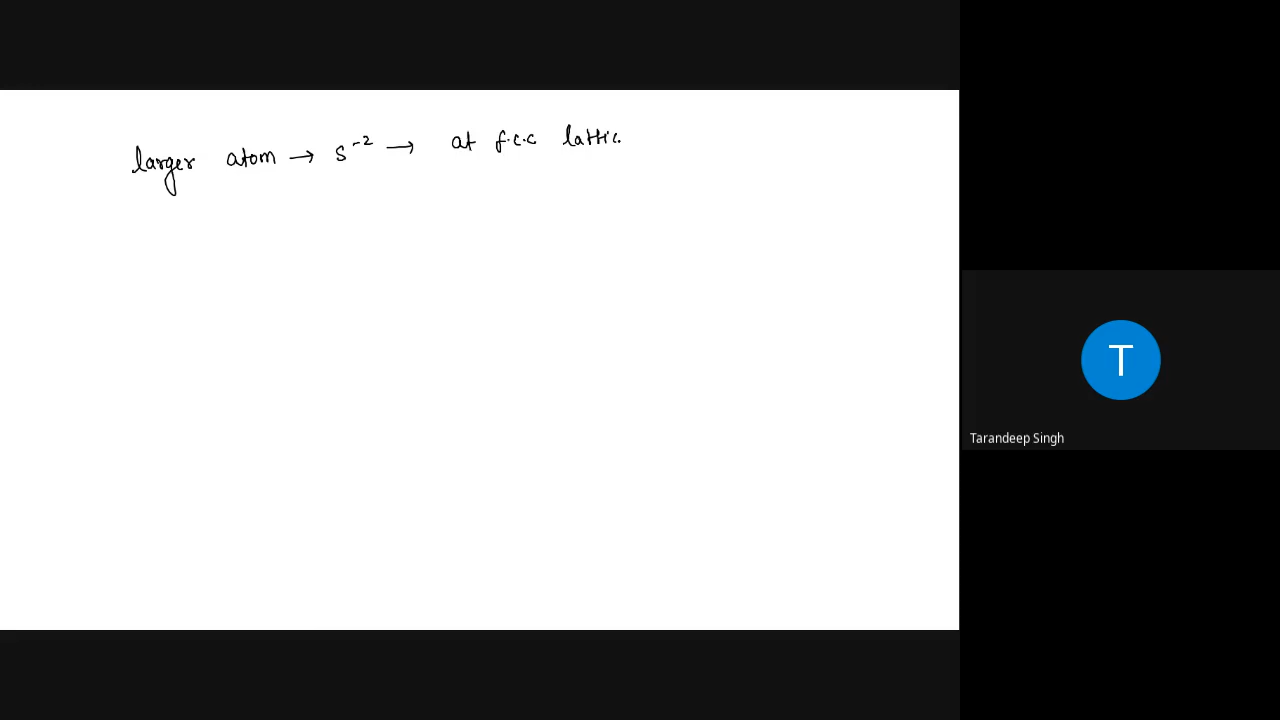 larger atom → S⁻² → at f.c.c lattic
T
Tarandeep Singh